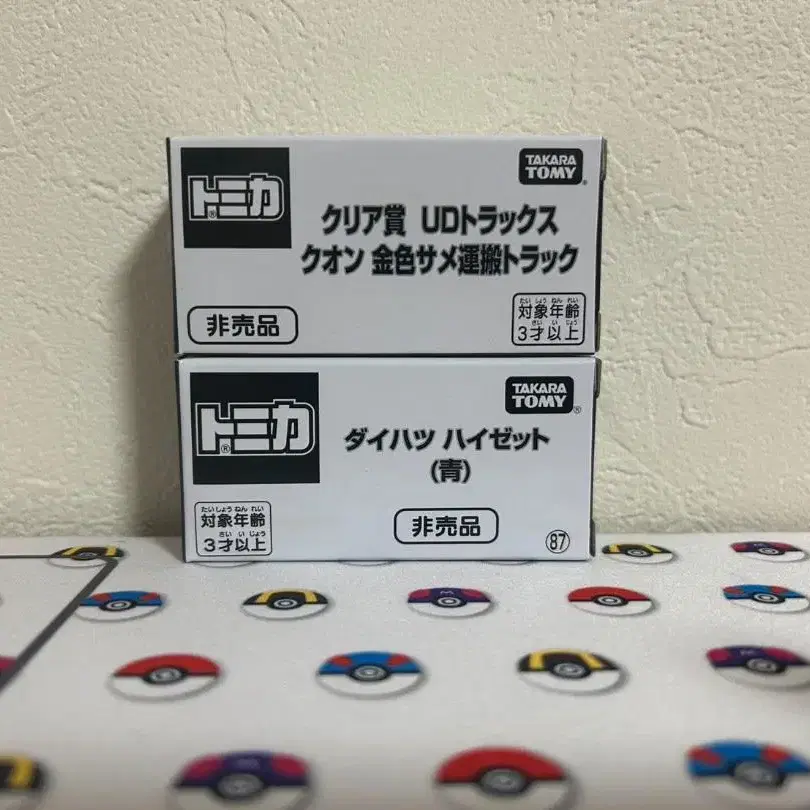 トミカ
TAKARA
TOMY
クリア賞 UDトラックス
クオン 金色サメ運搬トラック
非売品
たいしょうねんれい
対象年齢
さい いじょう
3才以上
トミカ
TAKARA
TOMY
ダイハツ ハイゼット
(青)
たいしょうねんれい
対象年齢
さい いじょう
3才以上
非売品
87